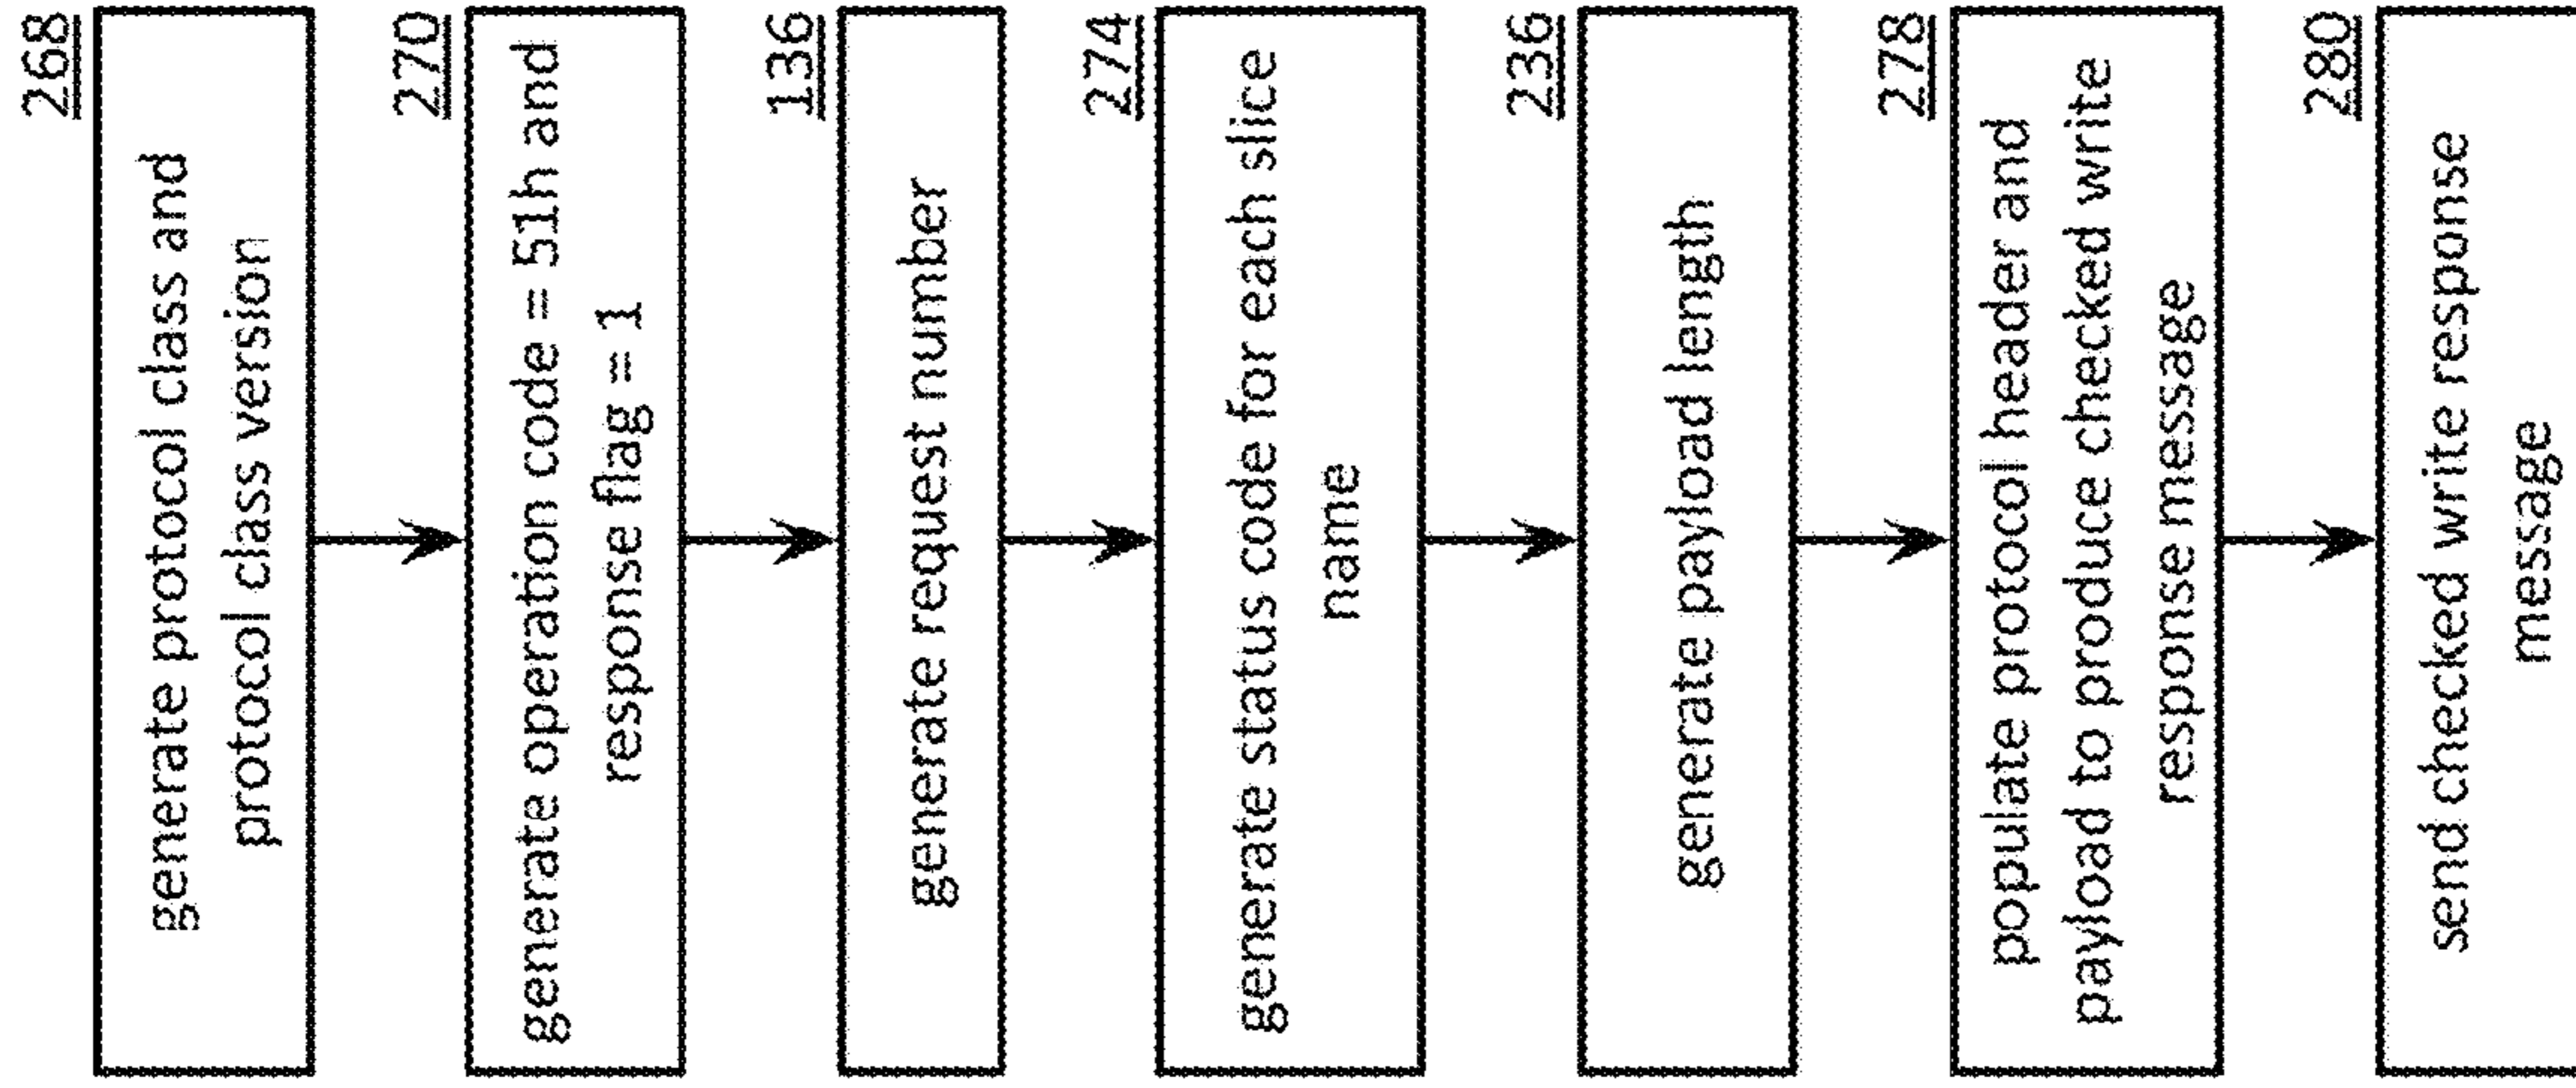 268
generate protocol class and
protocol class version
270
generate operation code = 51h and
response flag = 1
136
generate request number
274
generate status code for each slice
name
236
generate payload length
278
populate protocol header and
payload to produce checked write
response message
280
send checked write response
message